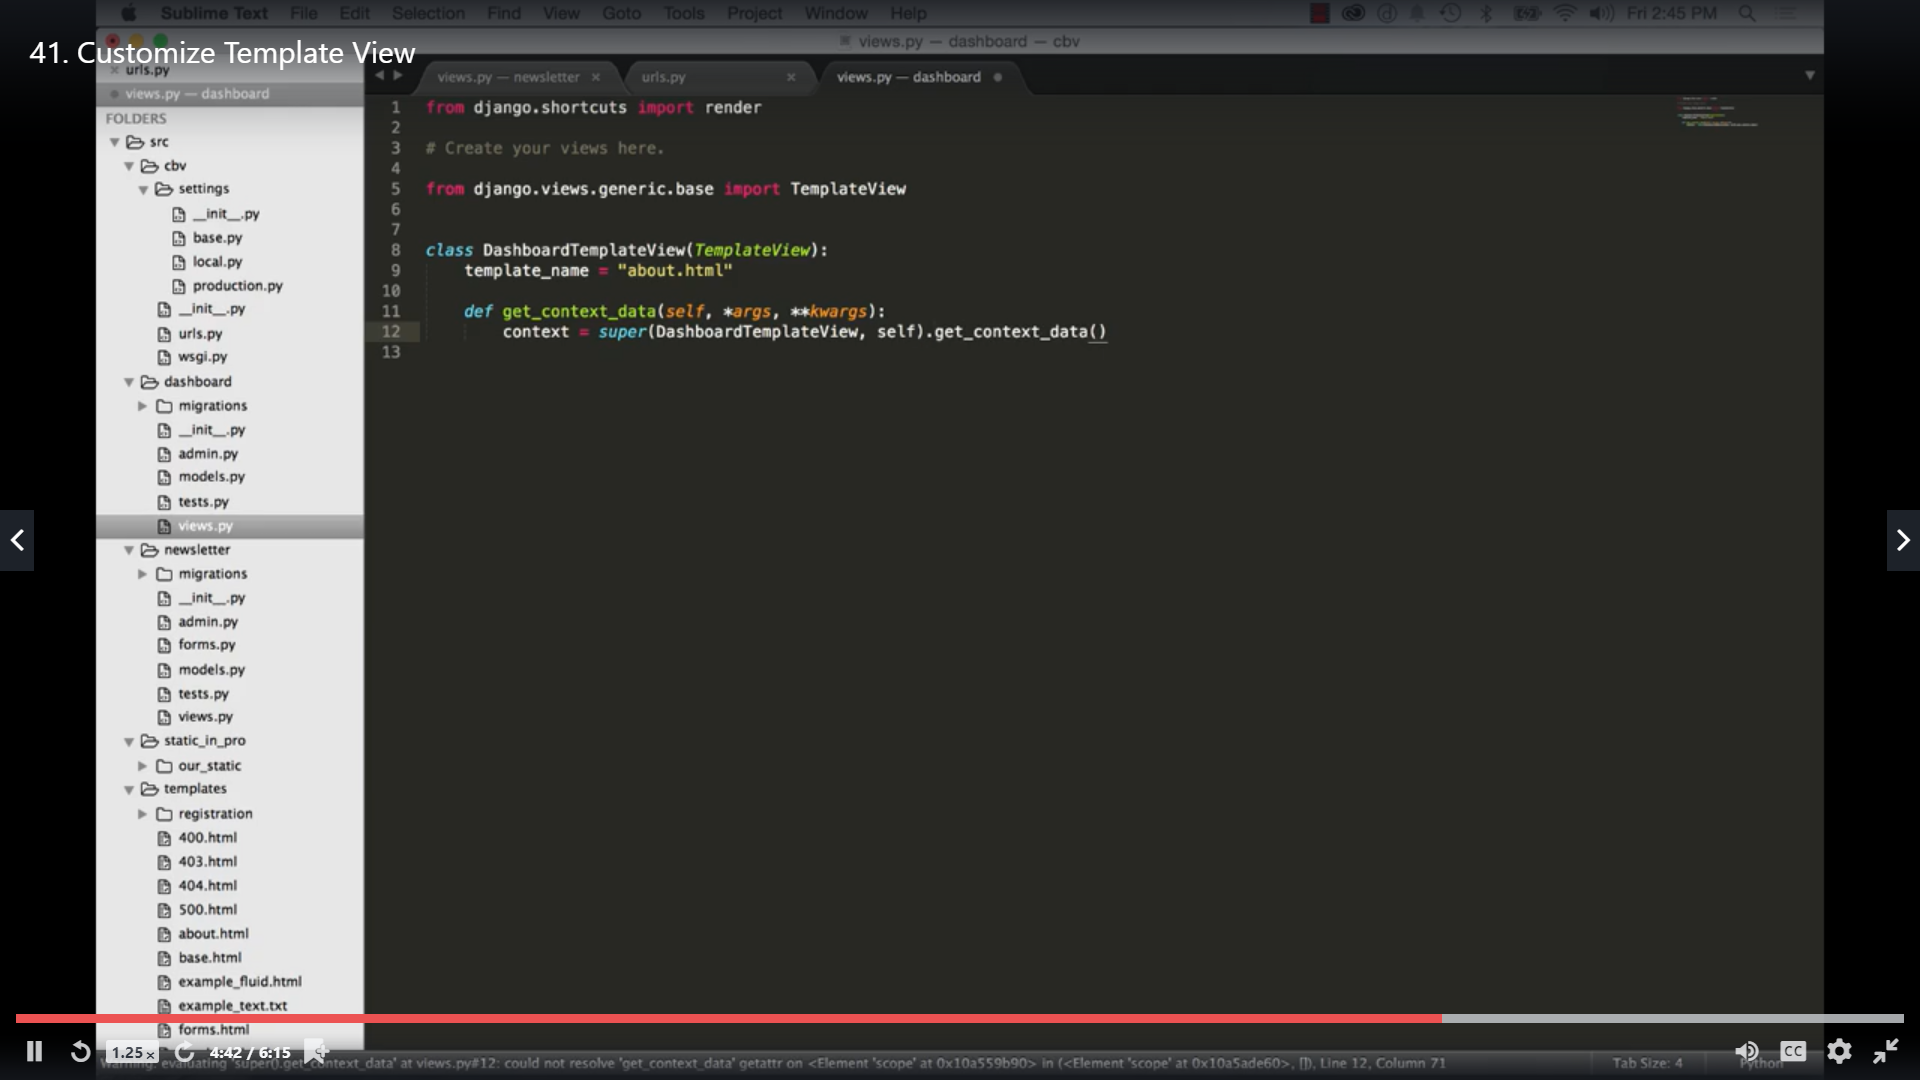 Sublime Text File Edit Selection Find View Goto Tools Project Window Help Fri 2:45 PM
views.py — dashboard — cbv
41. Customize Template View
urls.py
views.py — dashboard
views.py — newsletter × urls.py × views.py — dashboard
FOLDERS
src
cbv
settings
__init__.py
base.py
local.py
production.py
__init__.py
urls.py
wsgi.py
dashboard
migrations
__init__.py
admin.py
models.py
tests.py
views.py
newsletter
migrations
__init__.py
admin.py
forms.py
models.py
tests.py
views.py
static_in_pro
our_static
templates
registration
400.html
403.html
404.html
500.html
about.html
base.html
example_fluid.html
example_text.txt
forms.html
1 from django.shortcuts import render
2
3 # Create your views here.
4
5 from django.views.generic.base import TemplateView
6
7
8 class DashboardTemplateView(TemplateView):
9 template_name = "about.html"
10
11 def get_context_data(self, *args, **kwargs):
12 context = super(DashboardTemplateView, self).get_context_data()
13
1.25x 4:42 / 6:15 CC
Warning: evaluating 'super().get_context_data' at views.py#12: could not resolve 'get_context_data' getattr on <Element 'scope' at 0x10a559b90> in (<Element 'scope' at 0x10a5ade60>, []), Line 12, Column 71 Tab Size: 4 Python